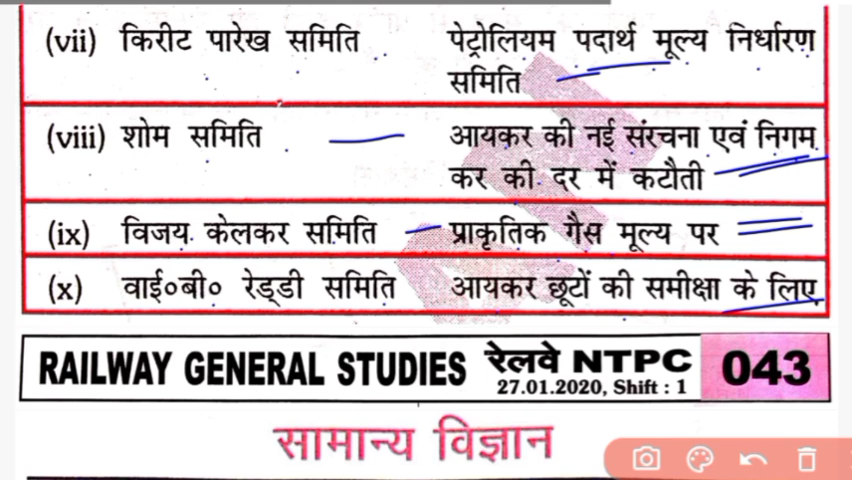 (vii) किरीट पारेख समिति पेट्रोलियम पदार्थ मूल्य निर्धारण
समिति
(viii) शोम समिति आयकर की नई संरचना एवं निगम
कर की दर में कटौती
(ix) विजय केलकर समिति प्राकृतिक गैस मूल्य पर
(x) वाई०बी० रेड्डी समिति आयकर छूटों की समीक्षा के लिए
RAILWAY GENERAL STUDIES रेलवे NTPC 043
27.01.2020, Shift : 1
सामान्य विज्ञान